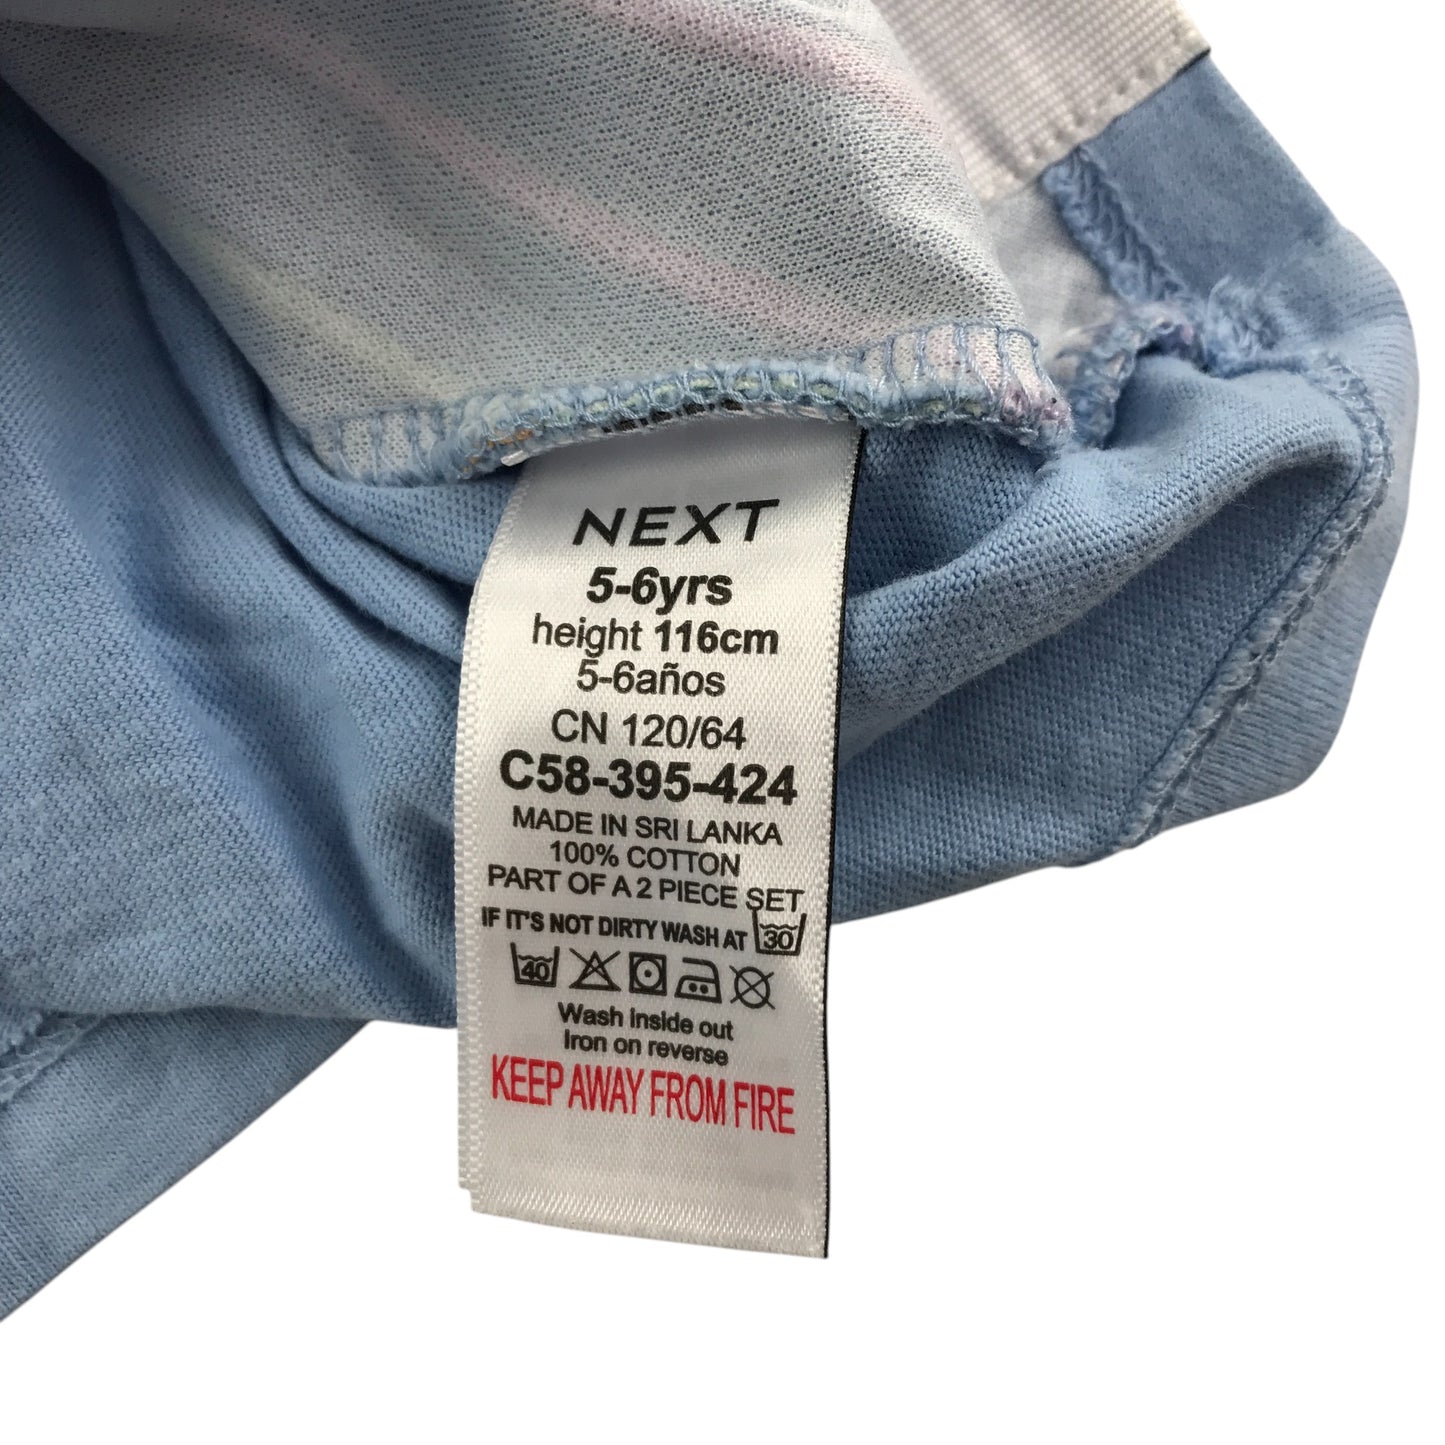 NEXT
5-6yrs
height 116cm
5-6años
CN 120/64
C58-395-424
MADE IN SRI LANKA
100% COTTON
PART OF A 2 PIECE SET
IF IT'S NOT DIRTY WASH AT 30
40
Wash inside out
Iron on reverse
KEEP AWAY FROM FIRE